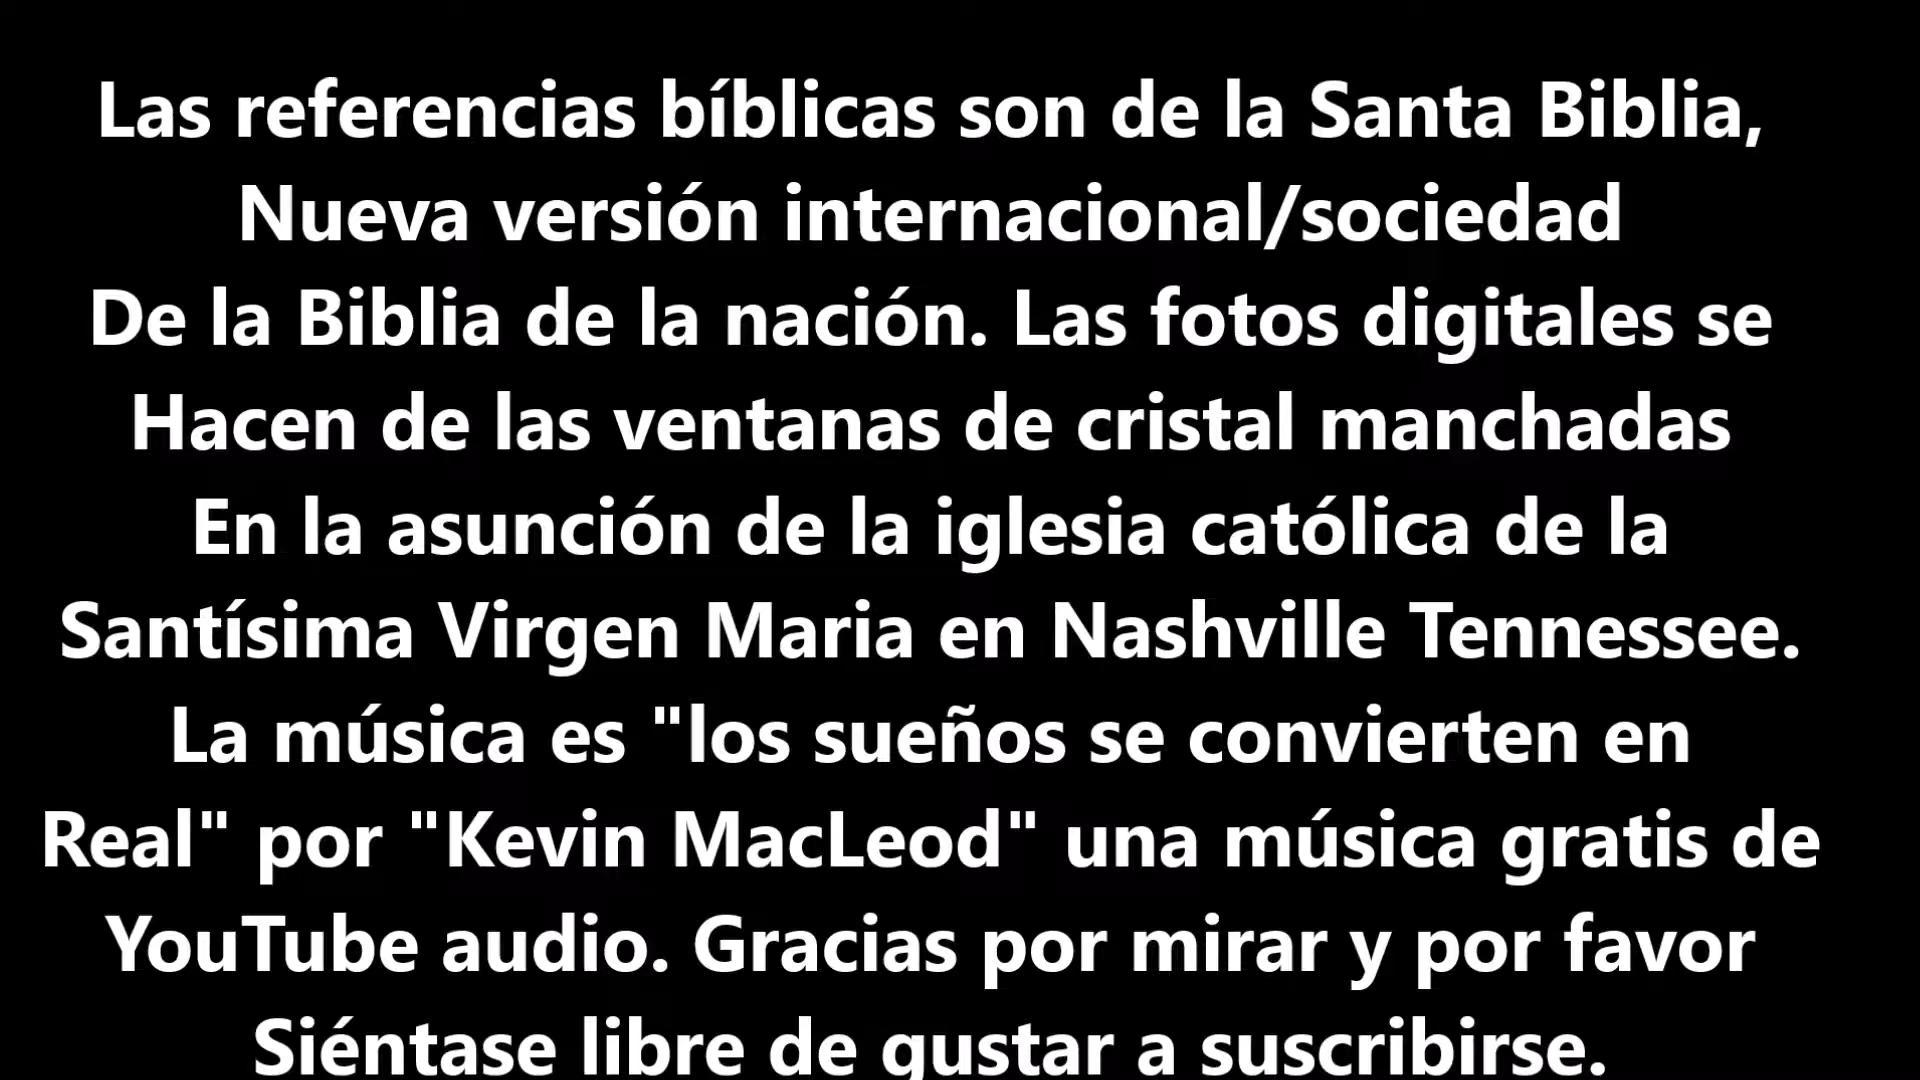 Las referencias bíblicas son de la Santa Biblia,
Nueva versión internacional/sociedad
De la Biblia de la nación. Las fotos digitales se
Hacen de las ventanas de cristal manchadas
En la asunción de la iglesia católica de la
Santísima Virgen Maria en Nashville Tennessee.
La música es "los sueños se convierten en
Real" por "Kevin MacLeod" una música gratis de
YouTube audio. Gracias por mirar y por favor
Siéntase libre de gustar a suscribirse.